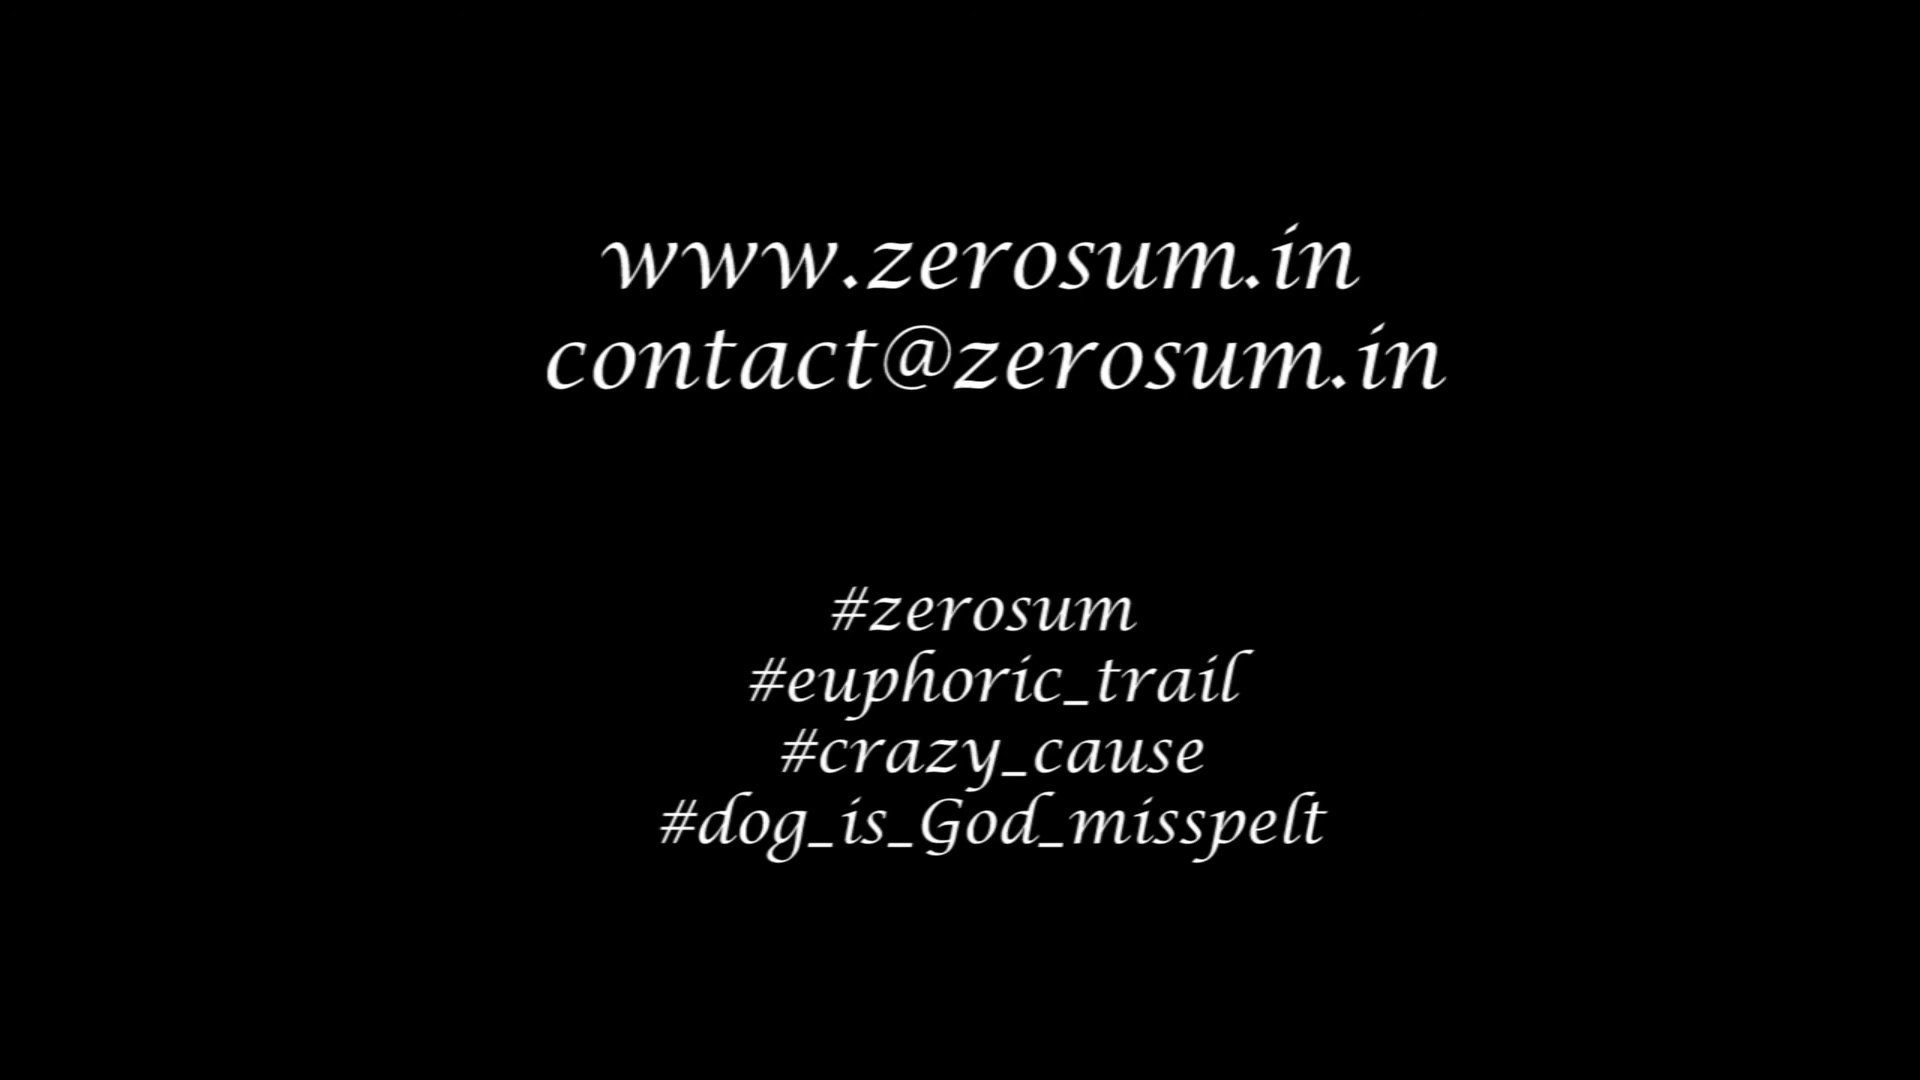 www.zerosum.in
contact@zerosum.in
#zerosum
#euphoric_trail
#crazy_cause
#dog_is_God_misspelt